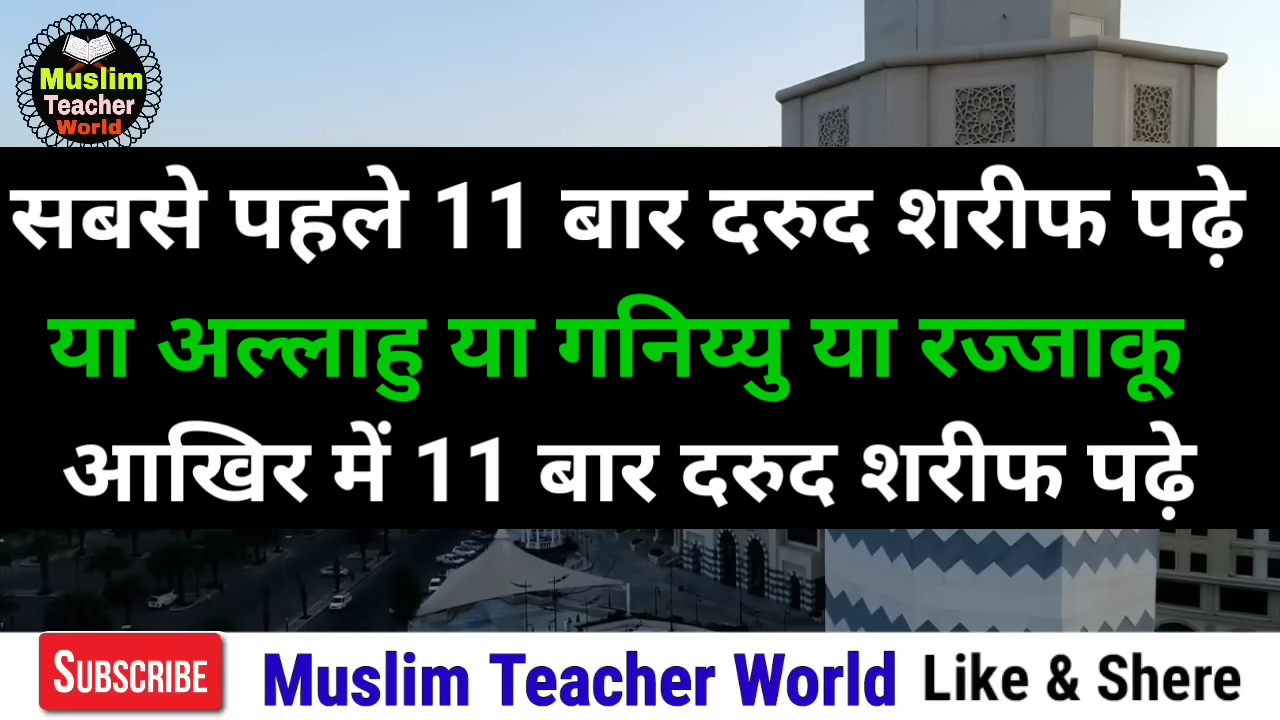 Muslim
Teacher
World
सबसे पहले 11 बार दरुद शरीफ पढ़े
या अल्लाहु या गनिय्यु या रज्जाकू
आखिर में 11 बार दरुद शरीफ पढ़े
SUBSCRIBE
Muslim Teacher World
Like & Shere